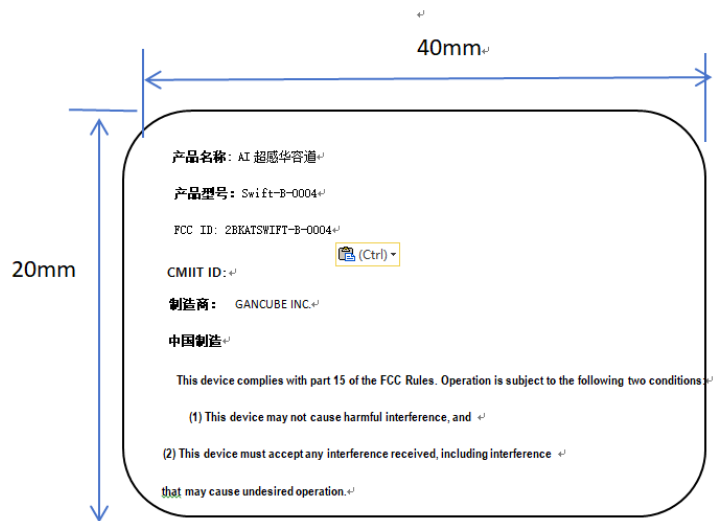 40mm
20mm
产品名称: AI 超感华容道
产品型号: Swift-B-0004
FCC ID: 2BKATSWIFT-B-0004
(Ctrl)
CMIIT ID:
制造商: GANCUBE INC.
中国制造
This device complies with part 15 of the FCC Rules. Operation is subject to the following two conditions:
(1) This device may not cause harmful interference, and
(2) This device must accept any interference received, including interference
that may cause undesired operation.